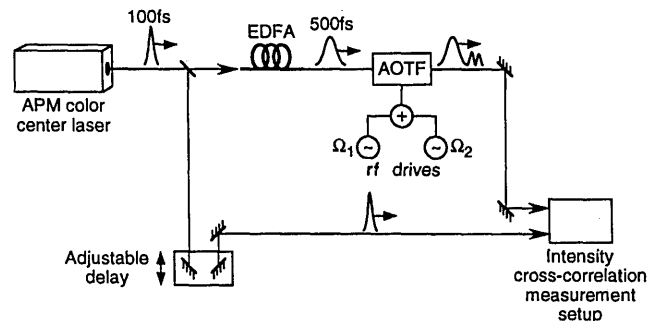 100fs
EDFA
500fs
AOTF
APM color
center laser
+
Ω1
~
~
Ω2
rf drives
Adjustable
delay
Intensity
cross-correlation
measurement
setup